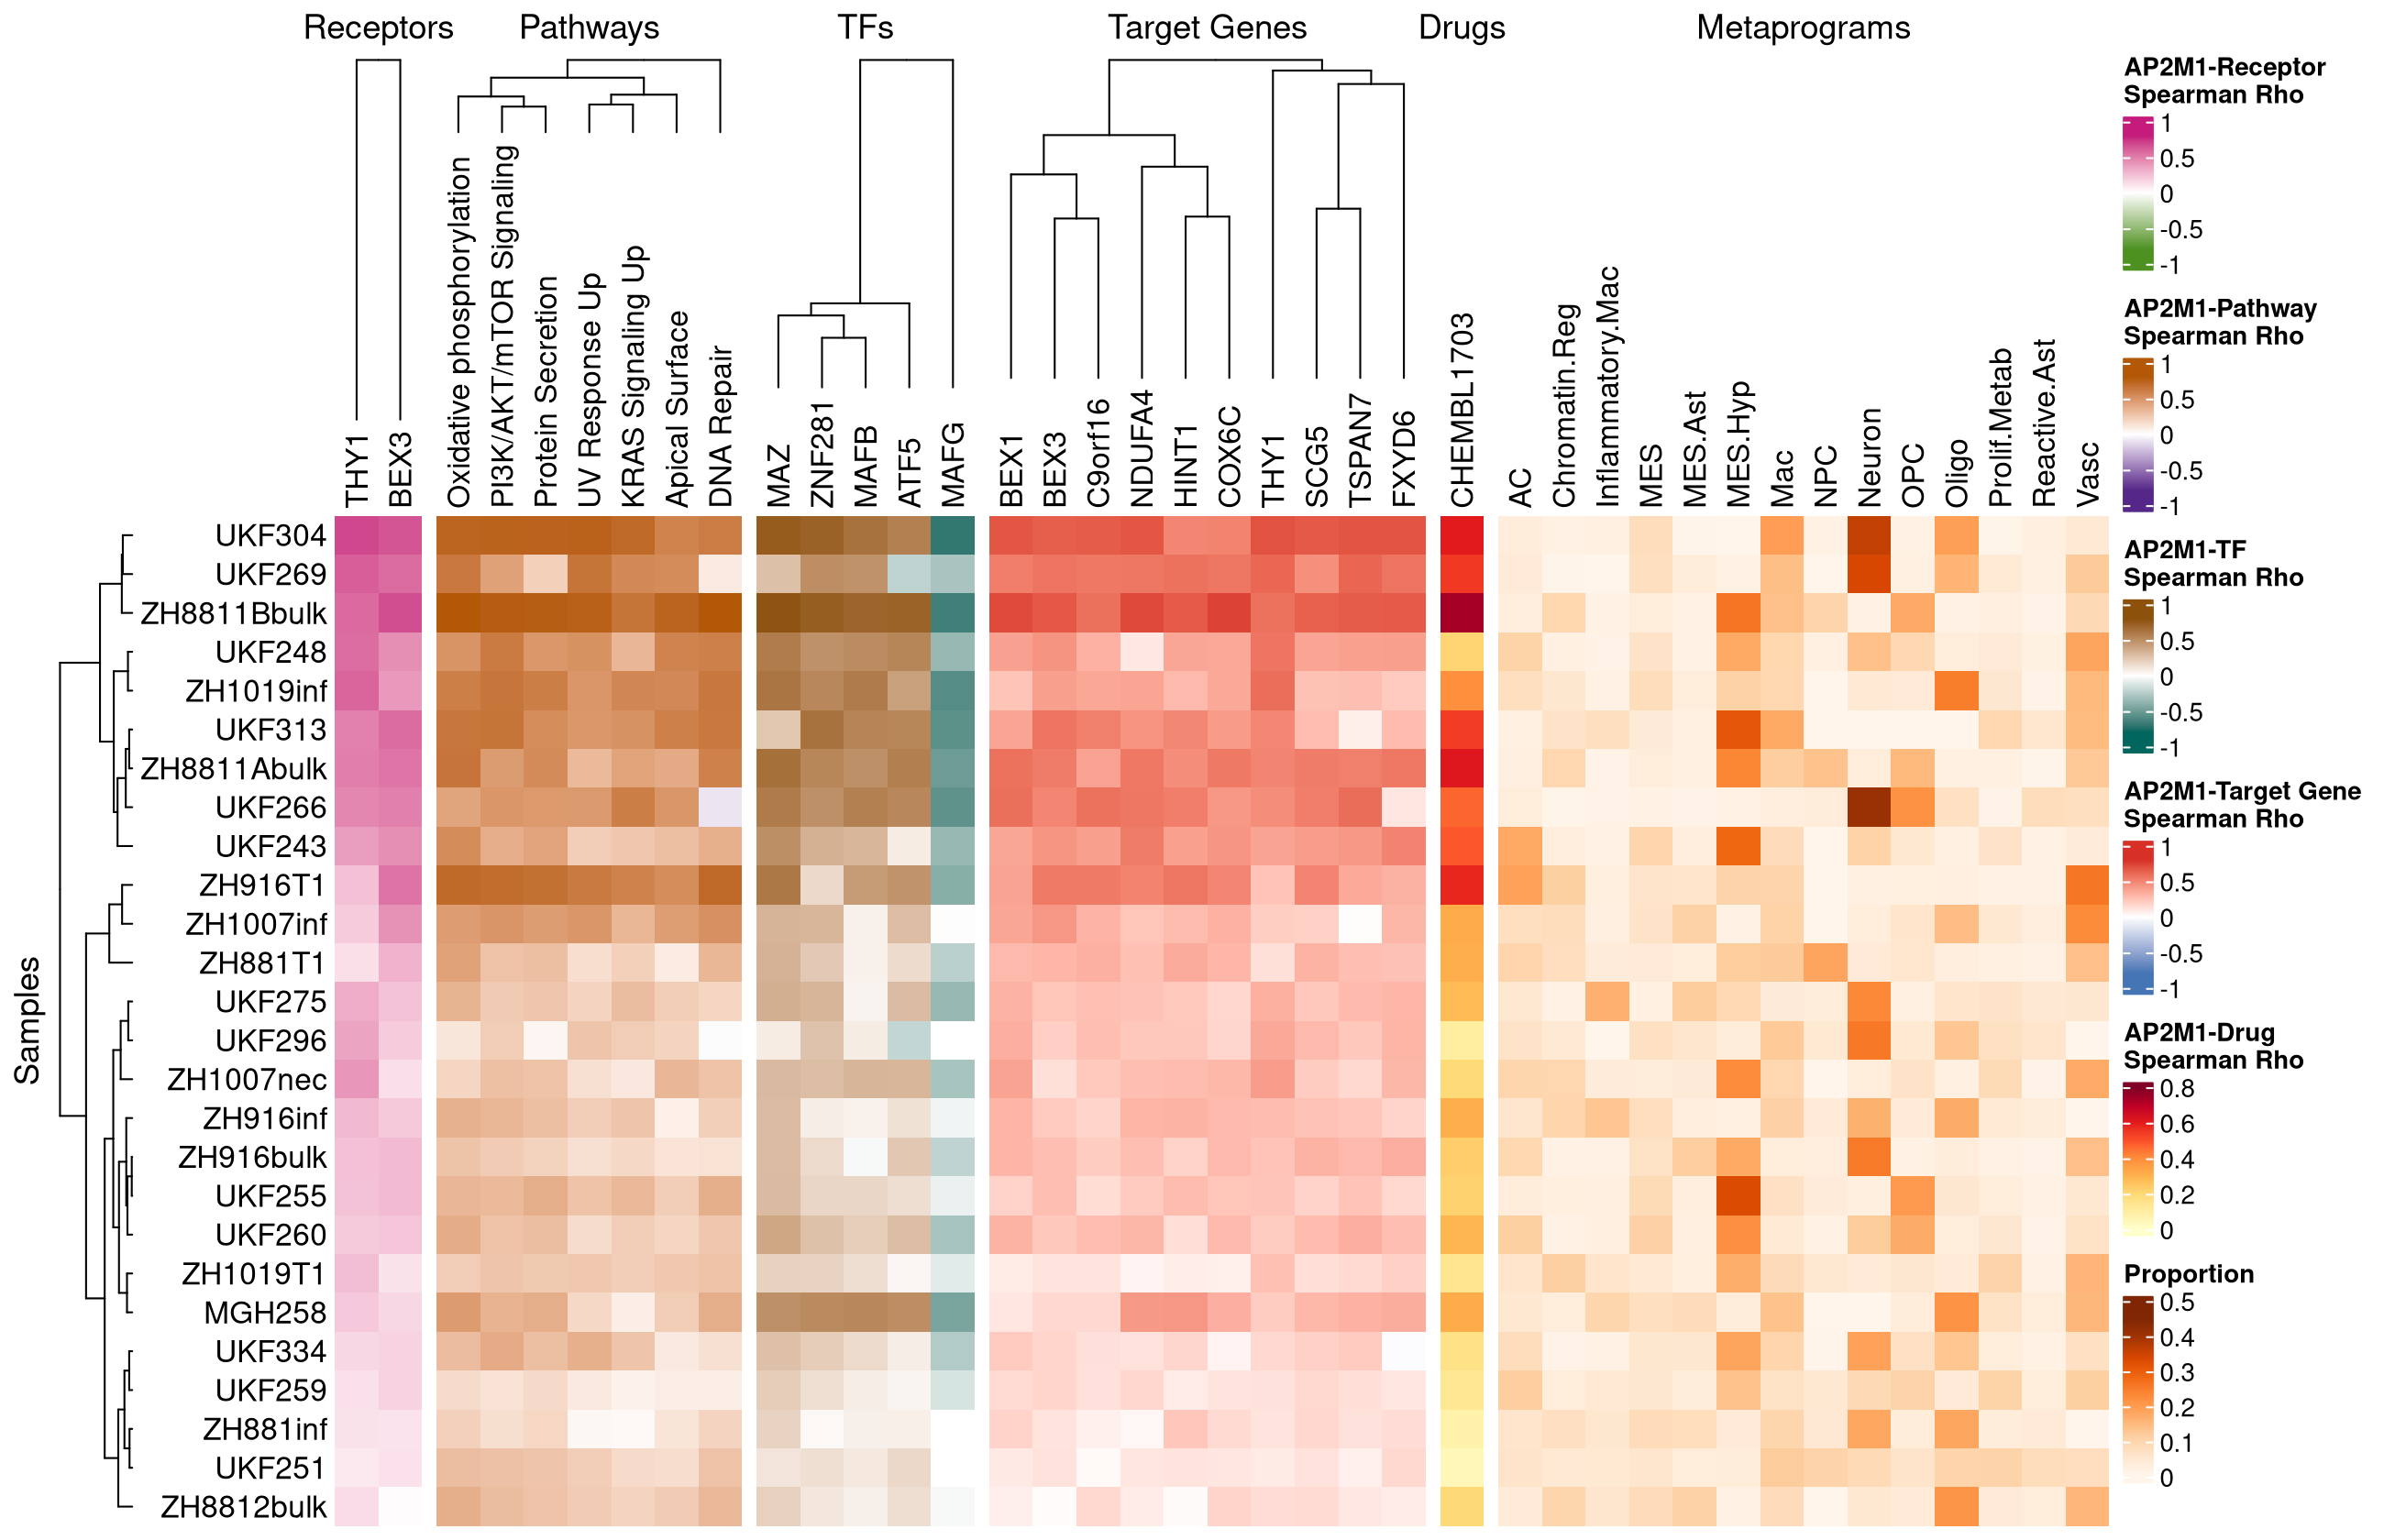 Receptors Pathways TFs Target Genes Drugs Metaprograms
THY1
BEX3
Oxidative phosphorylation
PI3K/AKT/mTOR Signaling
Protein Secretion
UV Response Up
KRAS Signaling Up
Apical Surface
DNA Repair
MAZ
ZNF281
MAFB
ATF5
MAFG
BEX1
BEX3
C9orf16
NDUFA4
HINT1
COX6C
THY1
SCG5
TSPAN7
FXYD6
CHEMBL1703
AC
Chromatin.Reg
Inflammatory.Mac
MES
MES.Ast
MES.Hyp
Mac
NPC
Neuron
OPC
Oligo
Prolif.Metab
Reactive.Ast
Vasc
Samples
UKF304
UKF269
ZH8811Bbulk
UKF248
ZH1019inf
UKF313
ZH8811Abulk
UKF266
UKF243
ZH916T1
ZH1007inf
ZH881T1
UKF275
UKF296
ZH1007nec
ZH916inf
ZH916bulk
UKF255
UKF260
ZH1019T1
MGH258
UKF334
UKF259
ZH881inf
UKF251
ZH8812bulk
AP2M1-Receptor
Spearman Rho
1
0.5
0
-0.5
-1
AP2M1-Pathway
Spearman Rho
1
0.5
0
-0.5
-1
AP2M1-TF
Spearman Rho
1
0.5
0
-0.5
-1
AP2M1-Target Gene
Spearman Rho
1
0.5
0
-0.5
-1
AP2M1-Drug
Spearman Rho
0.8
0.6
0.4
0.2
0
Proportion
0.5
0.4
0.3
0.2
0.1
0